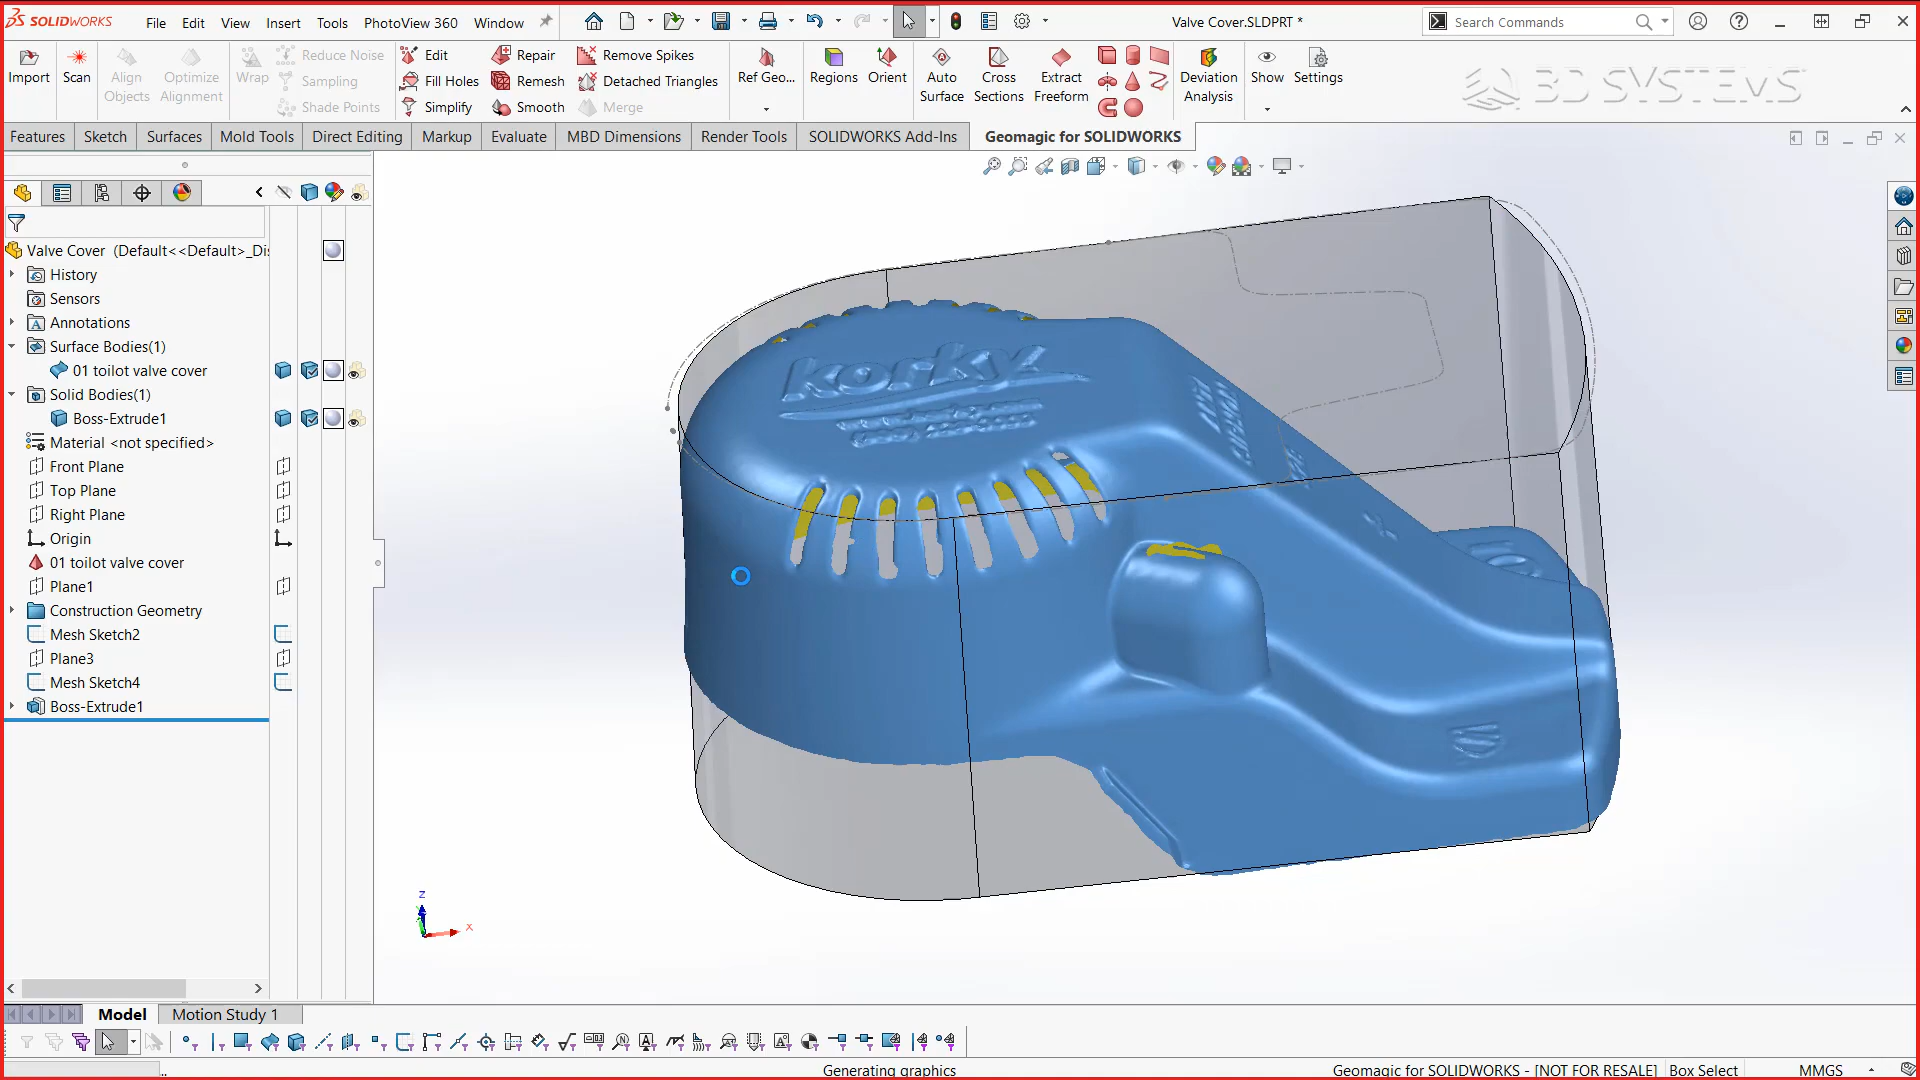 SOLIDWORKS File Edit View Insert Tools PhotoView 360 Window Valve Cover.SLDPRT * Search Commands
Import Scan Align Objects Optimize Alignment Wrap Reduce Noise Sampling Shade Points Edit Fill Holes Simplify Repair Remesh Smooth Remove Spikes Detached Triangles Merge Ref Geo... Regions Orient Auto Surface Cross Sections Extract Freeform Deviation Analysis Show Settings
3D SYSTEMS
Features Sketch Surfaces Mold Tools Direct Editing Markup Evaluate MBD Dimensions Render Tools SOLIDWORKS Add-Ins Geomagic for SOLIDWORKS
Valve Cover (Default<<Default>_Di
History
Sensors
Annotations
Surface Bodies(1)
01 toilot valve cover
Solid Bodies(1)
Boss-Extrude1
Material <not specified>
Front Plane
Top Plane
Right Plane
Origin
01 toilot valve cover
Plane1
Construction Geometry
Mesh Sketch2
Plane3
Mesh Sketch4
Boss-Extrude1
korky
z
x
Model Motion Study 1
Generating graphics Geomagic for SOLIDWORKS - [NOT FOR RESALE] Box Select MMGS